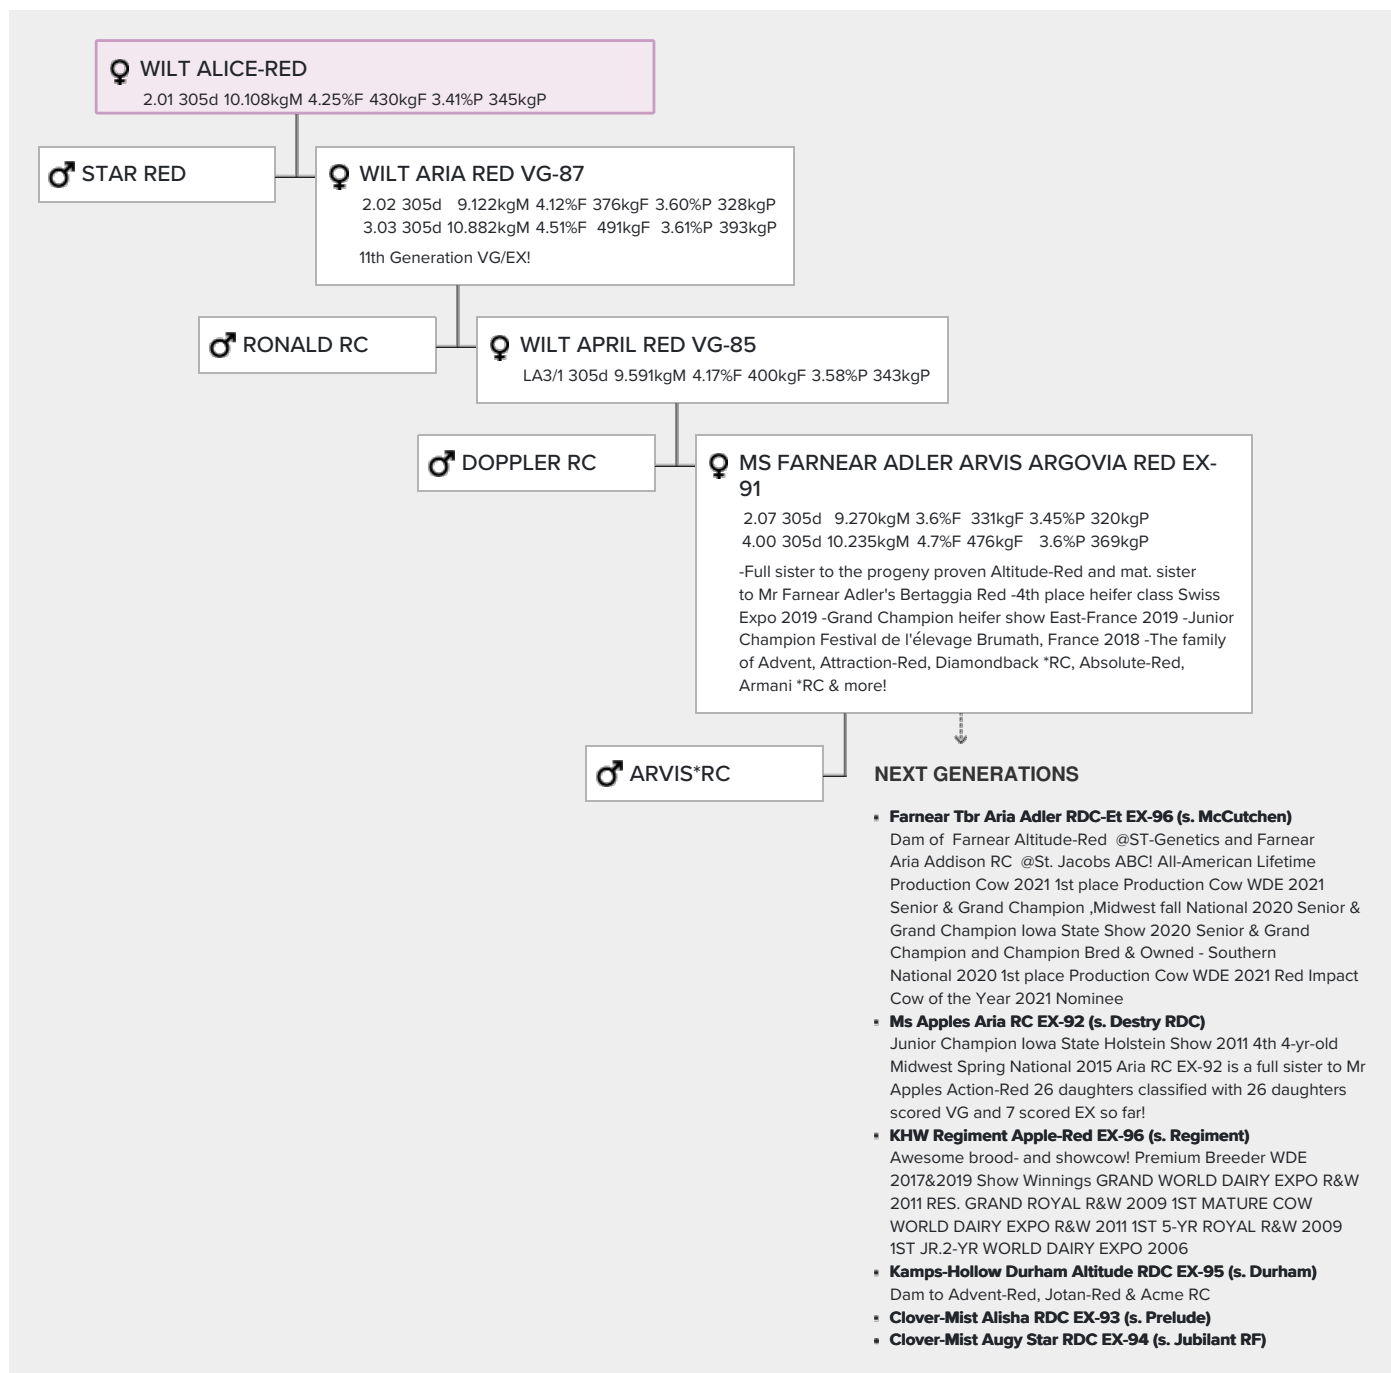 WILT ALICE-RED
2.01 305d 10.108kgM 4.25%F 430kgF 3.41%P 345kgP
STAR RED
WILT ARIA RED VG-87
2.02 305d 9.122kgM 4.12%F 376kgF 3.60%P 328kgP
3.03 305d 10.882kgM 4.51%F 491kgF 3.61%P 393kgP
11th Generation VG/EX!
RONALD RC
WILT APRIL RED VG-85
LA3/1 305d 9.591kgM 4.17%F 400kgF 3.58%P 343kgP
DOPPLER RC
MS FARNEAR ADLER ARVIS ARGOVIA RED EX-
91
2.07 305d 9.270kgM 3.6%F 331kgF 3.45%P 320kgP
4.00 305d 10.235kgM 4.7%F 476kgF 3.6%P 369kgP
-Full sister to the progeny proven Altitude-Red and mat. sister
to Mr Farnear Adler's Bertaggia Red -4th place heifer class Swiss
Expo 2019 -Grand Champion heifer show East-France 2019 -Junior
Champion Festival de l'élevage Brumath, France 2018 -The family
of Advent, Attraction-Red, Diamondback *RC, Absolute-Red,
Armani *RC & more!
ARVIS*RC
NEXT GENERATIONS
Farnear Tbr Aria Adler RDC-Et EX-96 (s. McCutchen)
Dam of Farnear Altitude-Red @ST-Genetics and Farnear
Aria Addison RC @St. Jacobs ABC! All-American Lifetime
Production Cow 2021 1st place Production Cow WDE 2021
Senior & Grand Champion ,Midwest fall National 2020 Senior &
Grand Champion Iowa State Show 2020 Senior & Grand
Champion and Champion Bred & Owned - Southern
National 2020 1st place Production Cow WDE 2021 Red Impact
Cow of the Year 2021 Nominee
Ms Apples Aria RC EX-92 (s. Destry RDC)
Junior Champion Iowa State Holstein Show 2011 4th 4-yr-old
Midwest Spring National 2015 Aria RC EX-92 is a full sister to Mr
Apples Action-Red 26 daughters classified with 26 daughters
scored VG and 7 scored EX so far!
KHW Regiment Apple-Red EX-96 (s. Regiment)
Awesome brood- and showcow! Premium Breeder WDE
2017&2019 Show Winnings GRAND WORLD DAIRY EXPO R&W
2011 RES. GRAND ROYAL R&W 2009 1ST MATURE COW
WORLD DAIRY EXPO R&W 2011 1ST 5-YR ROYAL R&W 2009
1ST JR.2-YR WORLD DAIRY EXPO 2006
Kamps-Hollow Durham Altitude RDC EX-95 (s. Durham)
Dam to Advent-Red, Jotan-Red & Acme RC
Clover-Mist Alisha RDC EX-93 (s. Prelude)
Clover-Mist Augy Star RDC EX-94 (s. Jubilant RF)